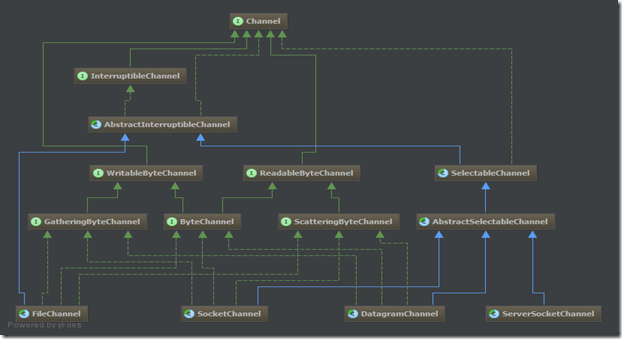 Channel
InterruptibleChannel
AbstractInterruptibleChannel
WritableByteChannel
ReadableByteChannel
SelectableChannel
GatheringByteChannel
ByteChannel
ScatteringByteChannel
AbstractSelectableChannel
FileChannel
SocketChannel
DatagramChannel
ServerSocketChannel
Powered by yFiles